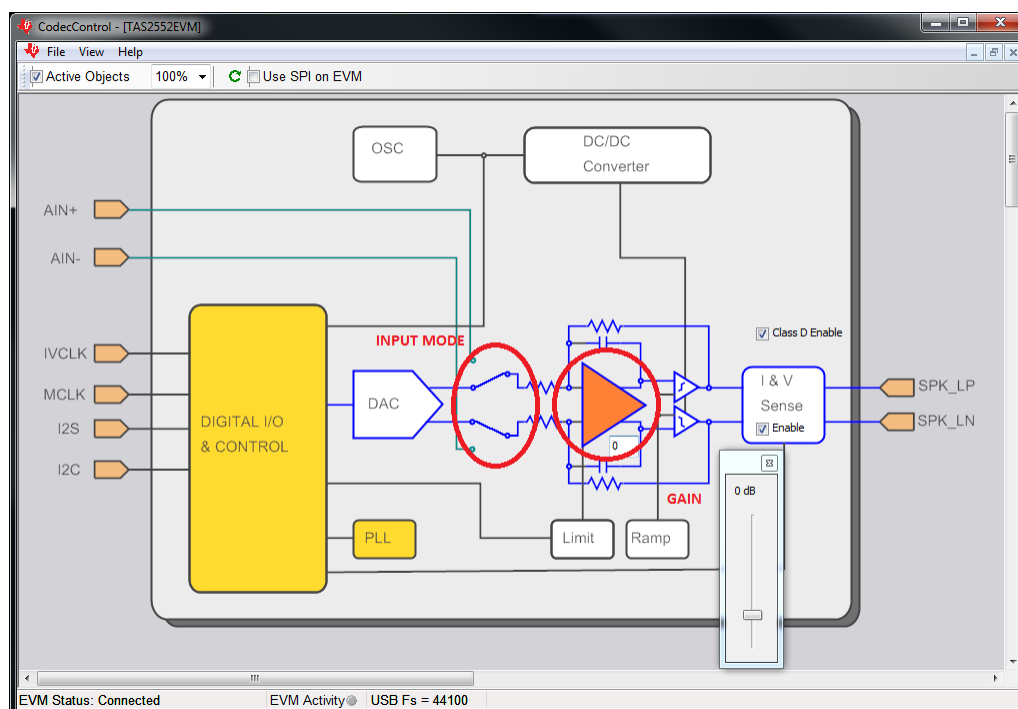 CodecControl - [TAS2552EVM]
File View Help
Active Objects 100% Use SPI on EVM
OSC
DC/DC
Converter
AIN+
AIN-
INPUT MODE
Class D Enable
IVCLK
MCLK
I2S
I2C
DIGITAL I/O
& CONTROL
DAC
0
I & V
Sense
Enable
SPK_LP
SPK_LN
GAIN
0 dB
PLL
Limit
Ramp
EVM Status: Connected EVM Activity USB Fs = 44100